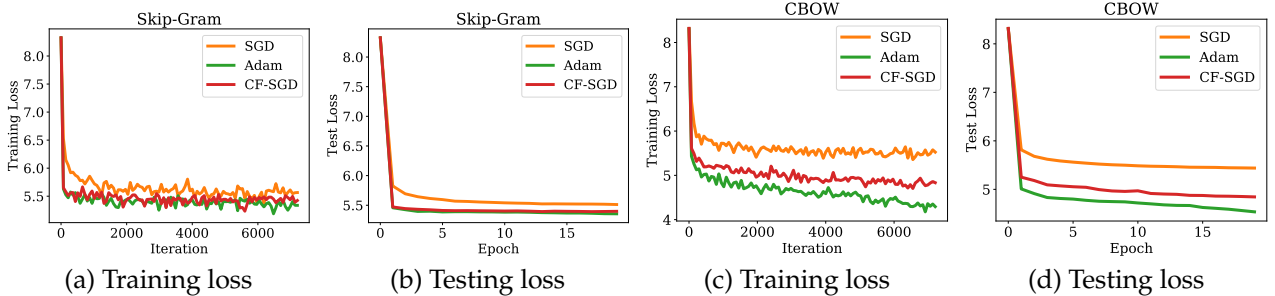 Skip-Gram
8.0
7.5
7.0
6.5
6.0
5.5
Training Loss
SGD
Adam
CF-SGD
0
2000
4000
6000
Iteration
(a) Training loss
Skip-Gram
8.0
7.5
7.0
6.5
6.0
5.5
Test Loss
SGD
Adam
CF-SGD
0
5
10
15
Epoch
(b) Testing loss
CBOW
8
7
6
5
4
Training Loss
SGD
Adam
CF-SGD
0
2000
4000
6000
Iteration
(c) Training loss
CBOW
8
7
6
5
Test Loss
SGD
Adam
CF-SGD
0
5
10
15
Epoch
(d) Testing loss